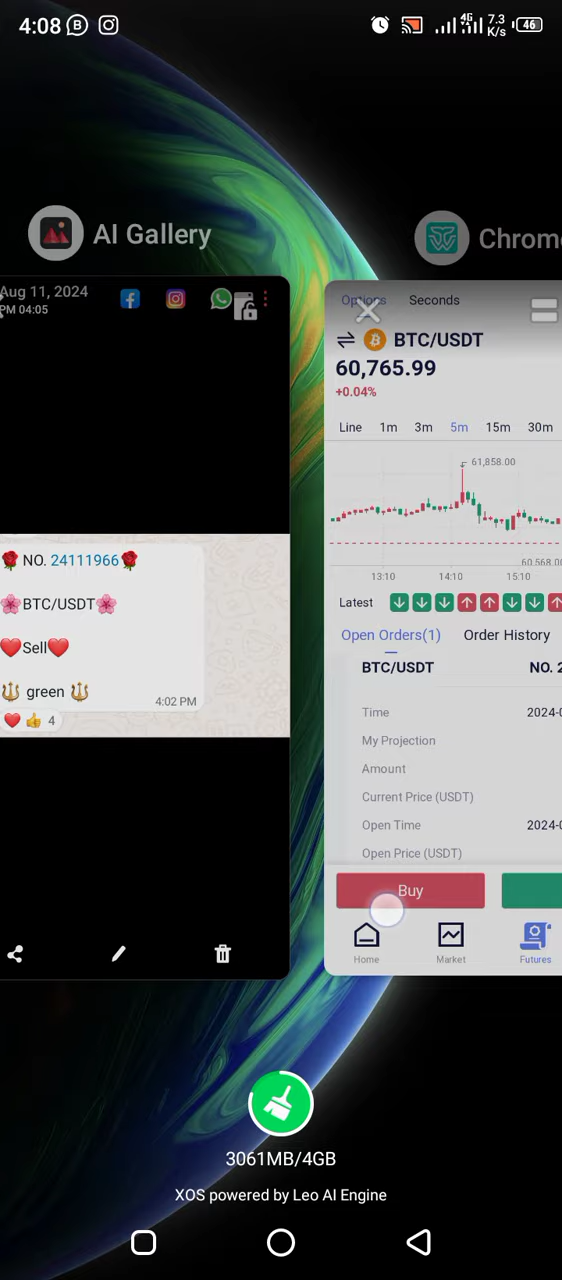 4:08
4G
7.3
K/s
46
AI Gallery
Chrome
Aug 11, 2024
PM 04:05
NO. 24111966
BTC/USDT
Sell
green
4:02 PM
4
Options Seconds
BTC/USDT
60,765.99
+0.04%
Line 1m 3m 5m 15m 30m
61,858.00
60,568.00
13:10 14:10 15:10
Latest
Open Orders(1) Order History
BTC/USDT NO. 2
Time 2024-0
My Projection
Amount
Current Price (USDT)
Open Time 2024-0
Open Price (USDT)
Buy
Home Market Futures
3061MB/4GB
XOS powered by Leo AI Engine